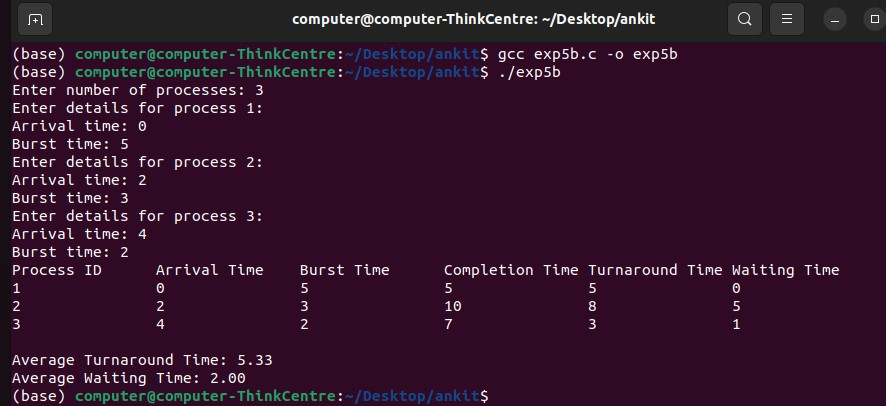 computer@computer-ThinkCentre: ~/Desktop/ankit
(base) computer@computer-ThinkCentre:~/Desktop/ankit$ gcc exp5b.c -o exp5b
(base) computer@computer-ThinkCentre:~/Desktop/ankit$ ./exp5b
Enter number of processes: 3
Enter details for process 1:
Arrival time: 0
Burst time: 5
Enter details for process 2:
Arrival time: 2
Burst time: 3
Enter details for process 3:
Arrival time: 4
Burst time: 2
Process ID      Arrival Time    Burst Time      Completion Time Turnaround Time Waiting Time
1               0               5               5               5               0
2               2               3               10              8               5
3               4               2               7               3               1
Average Turnaround Time: 5.33
Average Waiting Time: 2.00
(base) computer@computer-ThinkCentre:~/Desktop/ankit$